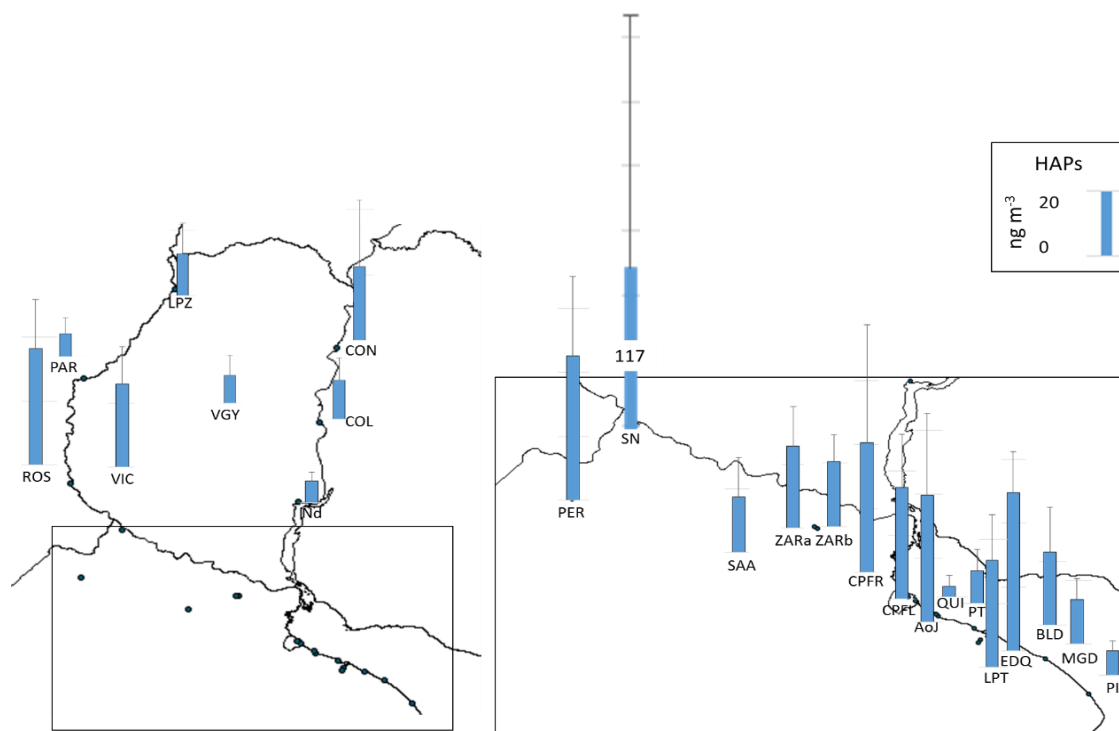 HAPs
20
ng m⁻³
0
LPZ
CON
PAR
VGY
COL
ROS
VIC
Nd
117
SN
PER
SAA
ZARa
ZARb
CPFR
CPFL
AoJ
QUI
PT
LPT
EDQ
BLD
MGD
PI